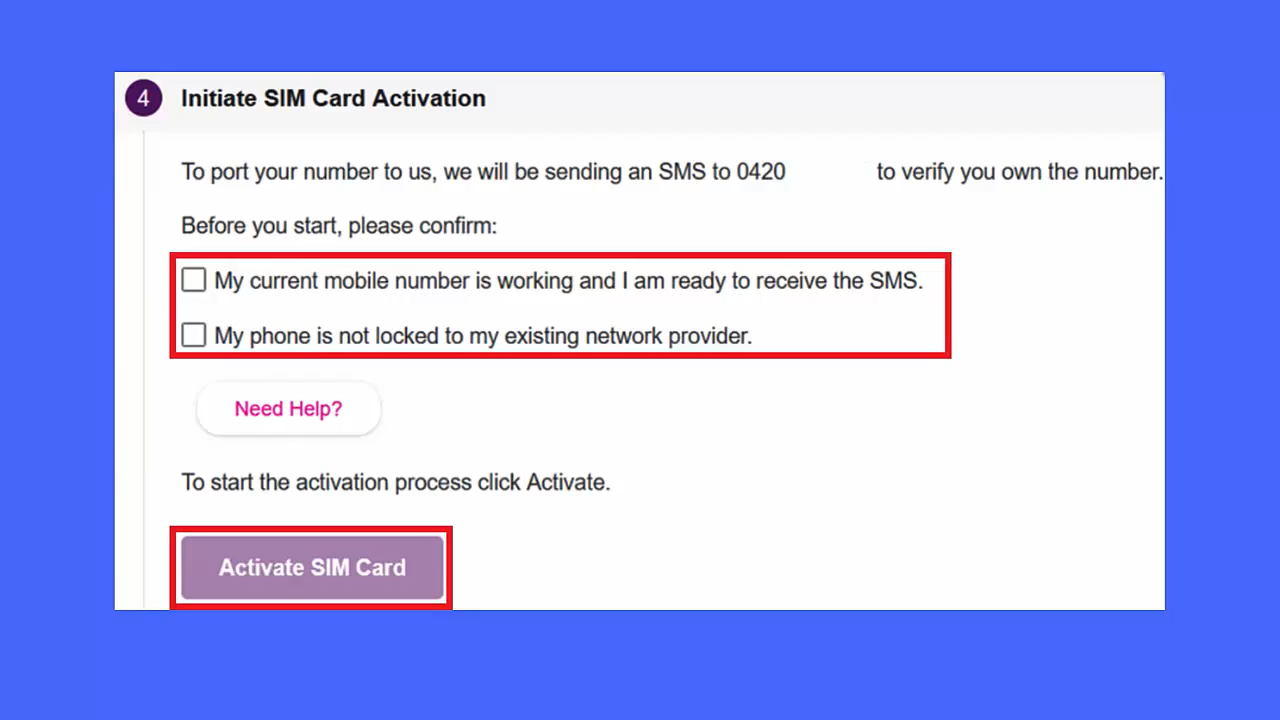 4 Initiate SIM Card Activation
To port your number to us, we will be sending an SMS to 0420 to verify you own the number.
Before you start, please confirm:
My current mobile number is working and I am ready to receive the SMS.
My phone is not locked to my existing network provider.
Need Help?
To start the activation process click Activate.
Activate SIM Card